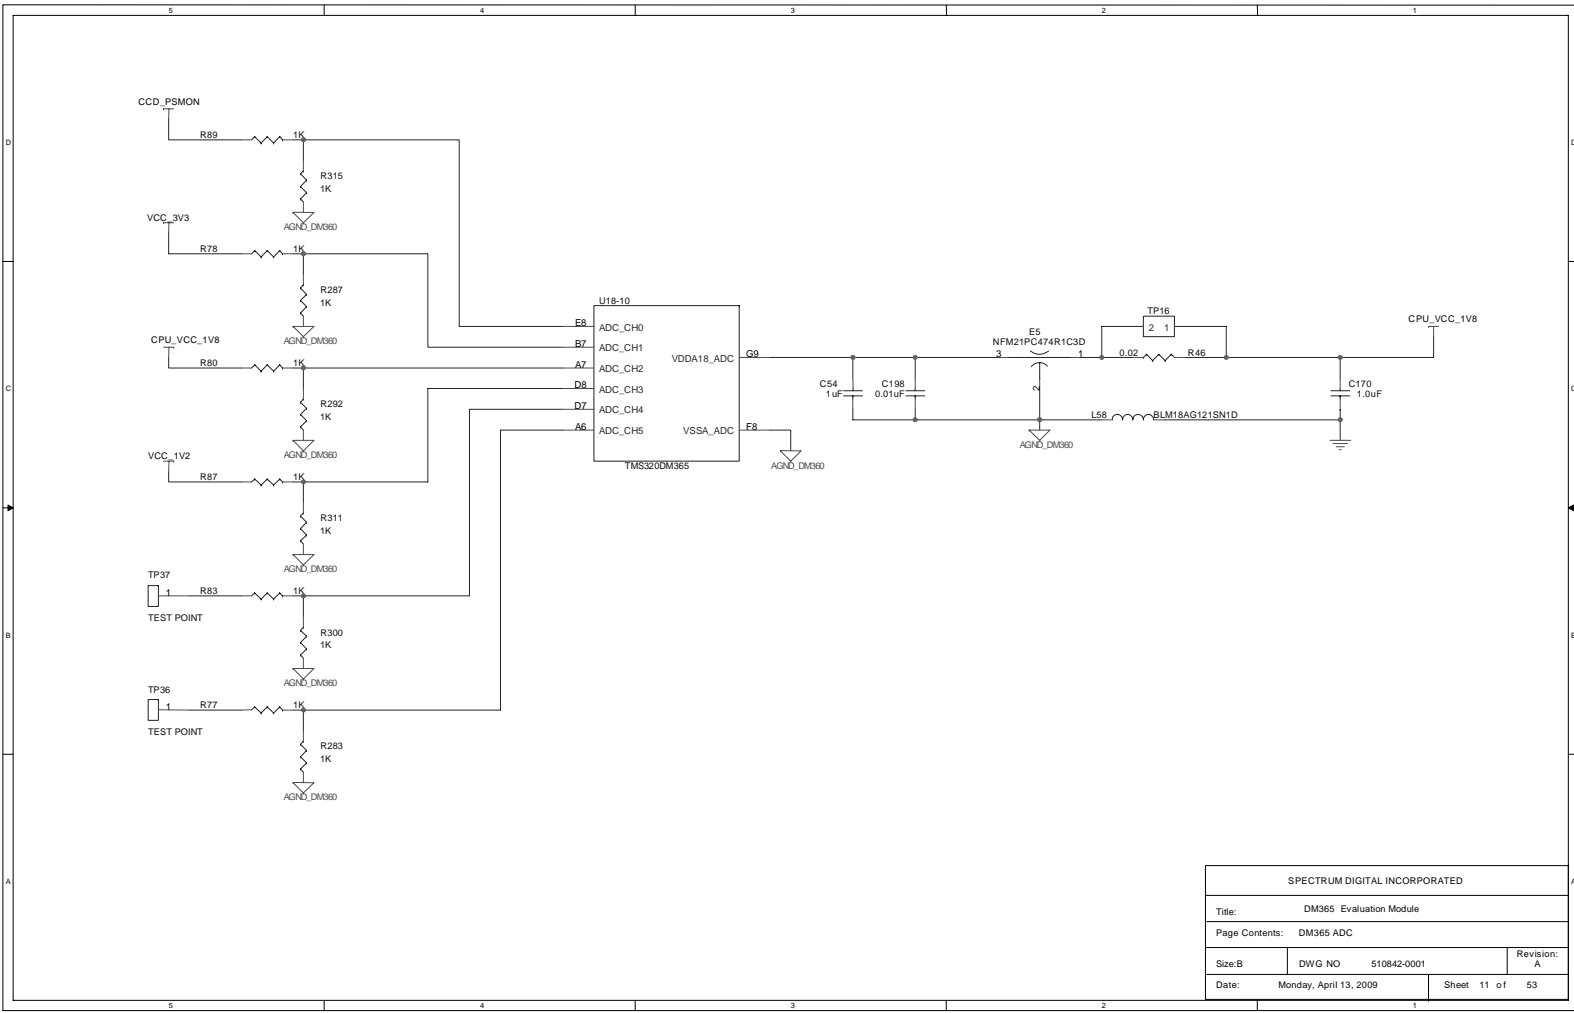 5 4 3 2 1
D
C
B
A
D
C
B
A
CCD_PSMON
R89 1K
R315
1K
AGND_DM360
VCC_3V3
R78 1K
R287
1K
AGND_DM360
CPU_VCC_1V8
R80 1K
R292
1K
AGND_DM360
VCC_1V2
R87 1K
R311
1K
AGND_DM360
TP37
1 R83 1K
TEST POINT
R300
1K
AGND_DM360
TP36
1 R77 1K
TEST POINT
R283
1K
AGND_DM360
U18-10
E8 ADC_CH0
B7 ADC_CH1
A7 ADC_CH2
D8 ADC_CH3
D7 ADC_CH4
A6 ADC_CH5
VDDA18_ADC G9
VSSA_ADC F8
TMS320DM365
AGND_DM360
C54
1uF
C198
0.01uF
E5
NFM21PC474R1C3D
3 1
2
AGND_DM360
TP16
2 1
0.02 R46
L58 BLM18AG121SN1D
CPU_VCC_1V8
C170
1.0uF
SPECTRUM DIGITAL INCORPORATED
Title: DM365 Evaluation Module
Page Contents: DM365 ADC
Size:B DWG NO 510842-0001 Revision:
A
Date: Monday, April 13, 2009 Sheet 11 of 53
5 4 3 2 1